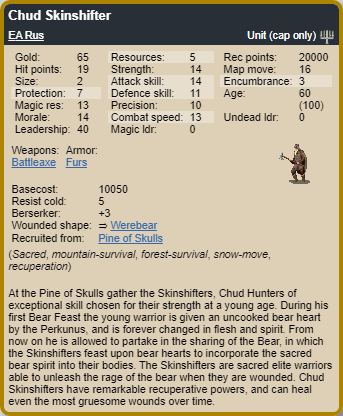 Chud Skinshifter
EA Rus Unit (cap only)
Gold: 65 Resources: 5 Rec points: 20000
Hit points: 19 Strength: 14 Map move: 16
Size: 2 Attack skill: 14 Encumbrance: 3
Protection: 7 Defence skill: 11 Age: 60
Magic res: 13 Precision: 10 (100)
Morale: 14 Combat speed: 13 Undead ldr: 0
Leadership: 40 Magic ldr: 0
Weapons: Armor:
Battleaxe Furs
Basecost: 10050
Resist cold: 5
Berserker: +3
Wounded shape: ⇒ Werebear
Recruited from: Pine of Skulls
(Sacred, mountain-survival, forest-survival, snow-move,
recuperation)
At the Pine of Skulls gather the Skinshifters, Chud Hunters of
exceptional skill chosen for their strength at a young age. During his
first Bear Feast the young warrior is given an uncooked bear heart
by the Perkunus, and is forever changed in flesh and spirit. From
now on he is allowed to partake in the sharing of the Bear, in which
the Skinshifters feast upon bear hearts to incorporate the sacred
bear spirit into their bodies. The Skinshifters are sacred elite warriors
able to unleash the rage of the bear when they are wounded. Chud
Skinshifters have remarkable recuperative powers, and can heal
even the most gruesome wounds over time.